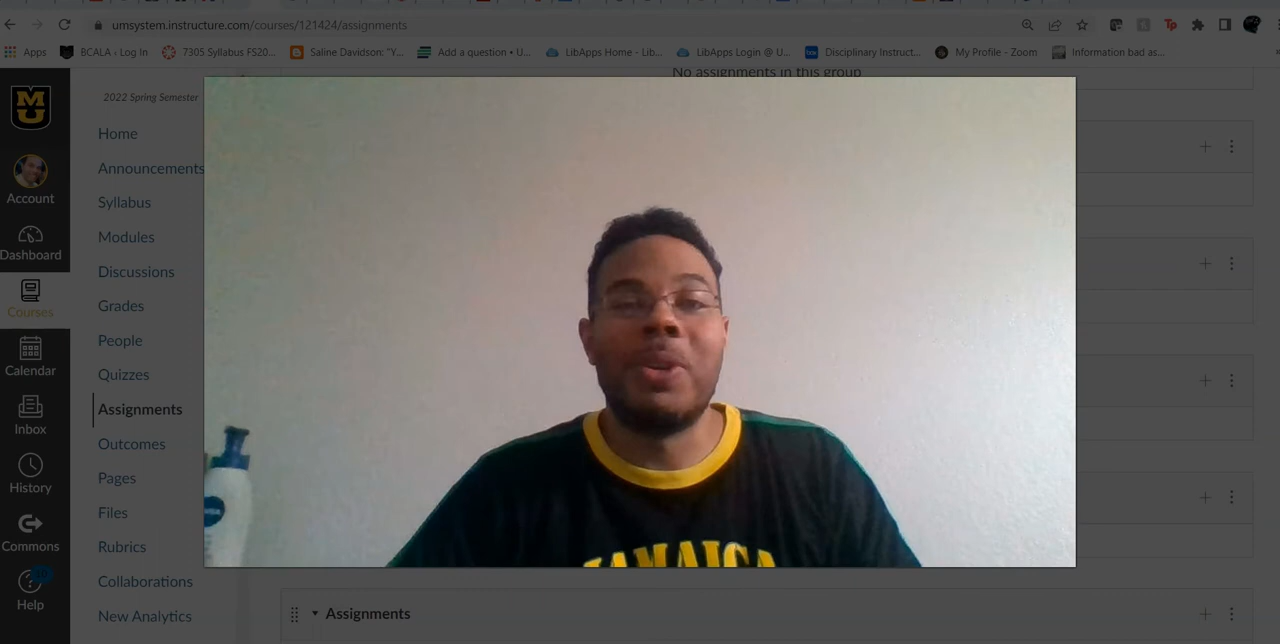 umsystem.instructure.com/courses/121424/assignments
Apps
BCALA ‹ Log In
7305 Syllabus FS20...
Saline Davidson: "Y...
Add a question • U...
LibApps Home - Lib...
LibApps Login @ U...
Disciplinary Instruct...
My Profile - Zoom
Information bad as...
No assignments in this group
MU
2022 Spring Semester
Home
Announcements
Account
Syllabus
Modules
Dashboard
Discussions
Courses
Grades
People
Calendar
Quizzes
Assignments
Inbox
Outcomes
History
Pages
Files
Commons
Rubrics
Collaborations
Help
New Analytics
JAMAICA
Assignments